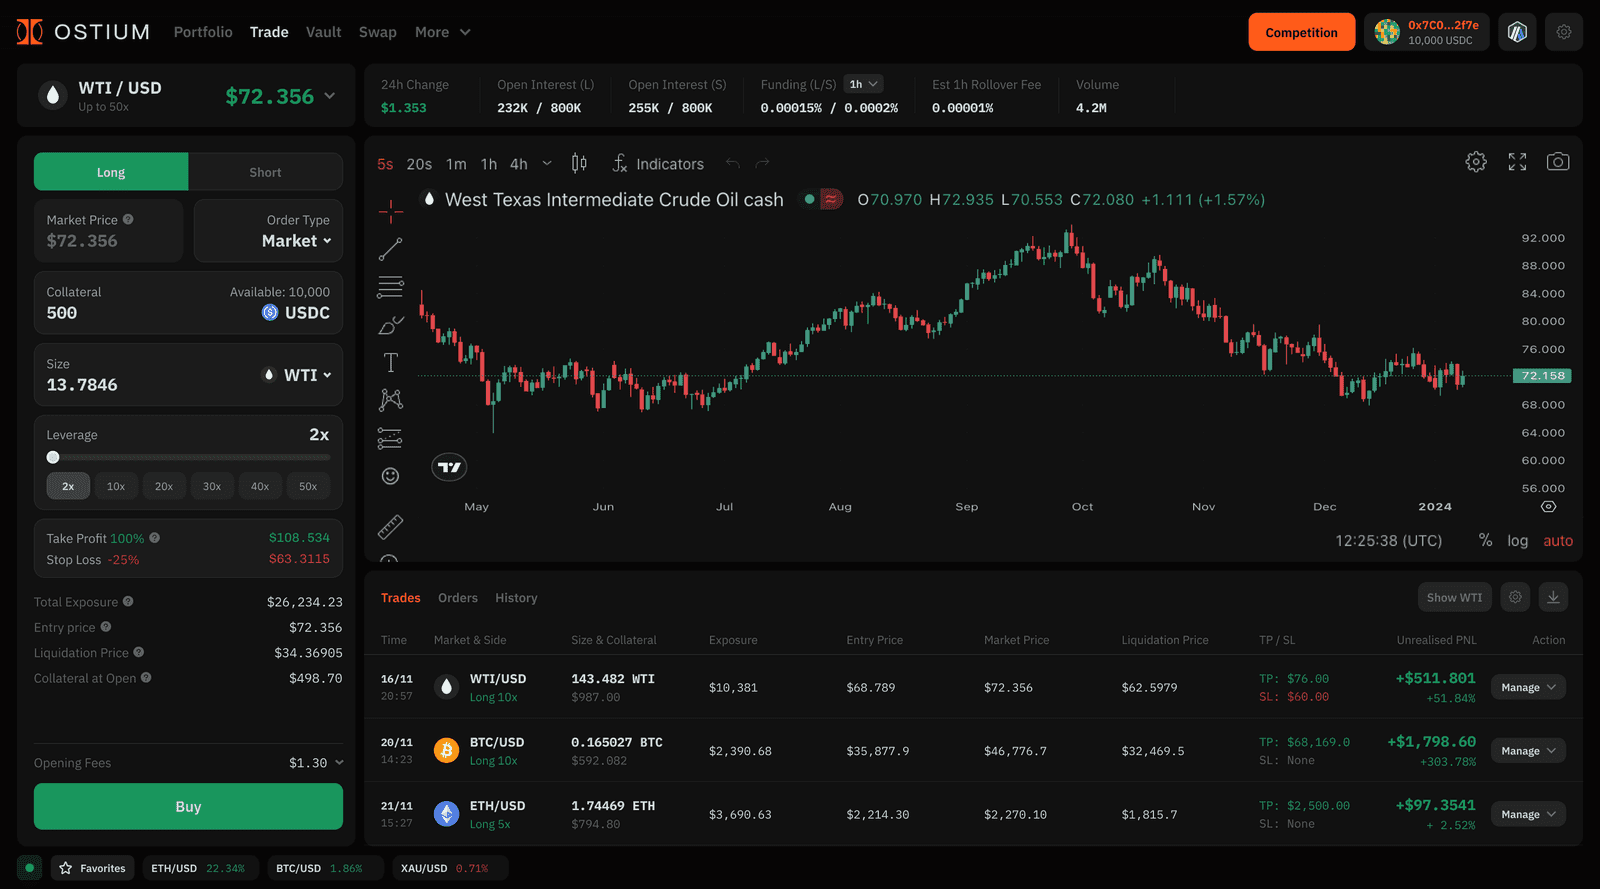 OSTIUM
Portfolio Trade Vault Swap More
Competition
0x7C0...2f7e
10,000 USDC
WTI / USD
Up to 50x
$72.356
24h Change
$1.353
Open Interest (L)
232K / 800K
Open Interest (S)
255K / 800K
Funding (L/S) 1h
0.00015% / 0.0002%
Est 1h Rollover Fee
0.00001%
Volume
4.2M
Long Short
Market Price
$72.356
Order Type
Market
Collateral Available: 10,000
500 USDC
Size
13.7846 WTI
Leverage 2x
2x 10x 20x 30x 40x 50x
Take Profit 100% $108.534
Stop Loss -25% $63.3115
Total Exposure $26,234.23
Entry price $72.356
Liquidation Price $34.36905
Collateral at Open $498.70
Opening Fees $1.30
Buy
5s 20s 1m 1h 4h Indicators
West Texas Intermediate Crude Oil cash O70.970 H72.935 L70.553 C72.080 +1.111 (+1.57%)
92.000
88.000
84.000
80.000
76.000
72.158
68.000
64.000
60.000
56.000
May Jun Jul Aug Sep Oct Nov Dec 2024
12:25:38 (UTC) % log auto
Trades Orders History
Show WTI
Time Market & Side Size & Collateral Exposure Entry Price Market Price Liquidation Price TP / SL Unrealised PNL Action
16/11 WTI/USD 143.482 WTI $10,381 $68.789 $72.356 $62.5979 TP: $76.00 +$511.801 Manage
20:57 Long 10x $987.00 SL: $60.00 +51.84%
20/11 BTC/USD 0.165027 BTC $2,390.68 $35,877.9 $46,776.7 $32,469.5 TP: $68,169.0 +$1,798.60 Manage
14:23 Long 10x $592.082 SL: None +303.78%
21/11 ETH/USD 1.74469 ETH $3,690.63 $2,214.30 $2,270.10 $1,815.7 TP: $2,500.00 +$97.3541 Manage
15:27 Long 5x $794.80 SL: None + 2.52%
Favorites ETH/USD 22.34% BTC/USD 1.86% XAU/USD 0.71%